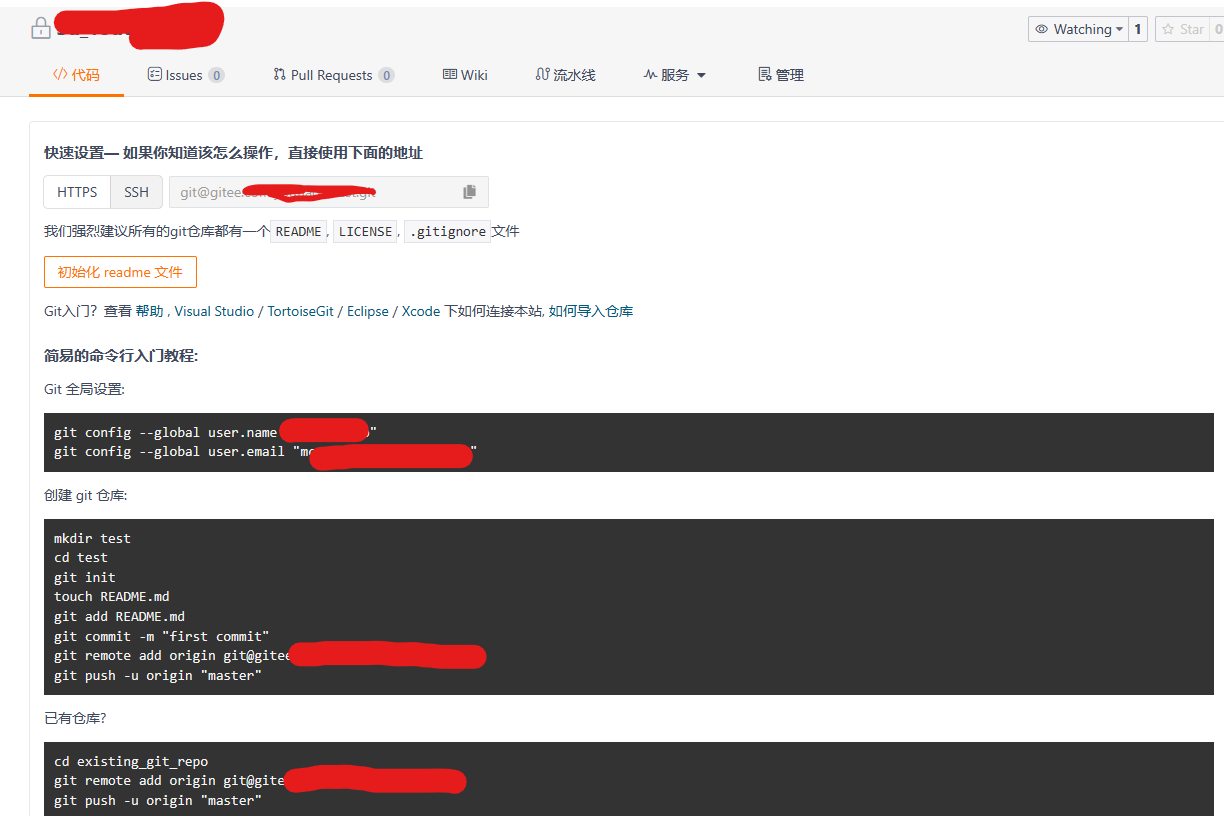 Watching 1 Star 0
代码 Issues 0 Pull Requests 0 Wiki 流水线 服务 管理
快速设置— 如果你知道该怎么操作，直接使用下面的地址
HTTPS SSH git@gitee
我们强烈建议所有的git仓库都有一个 README , LICENSE , .gitignore 文件
初始化 readme 文件
Git入门？查看 帮助 , Visual Studio / TortoiseGit / Eclipse / Xcode 下如何连接本站, 如何导入仓库
简易的命令行入门教程:
Git 全局设置:
git config --global user.name "
git config --global user.email "m "
创建 git 仓库:
mkdir test
cd test
git init
touch README.md
git add README.md
git commit -m "first commit"
git remote add origin git@gitee
git push -u origin "master"
已有仓库?
cd existing_git_repo
git remote add origin git@gite
git push -u origin "master"